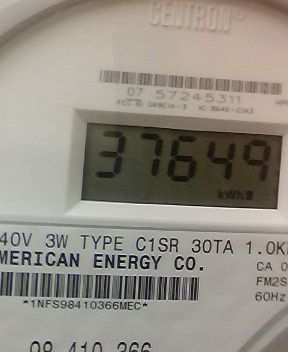 CENTRON
07 57245311
37649
kWh
40V 3W TYPE C1SR 30TA 1.0K
MERICAN ENERGY CO.
CA 0
FM2S
60Hz
*1NFS98410366MEC*
98 410 366